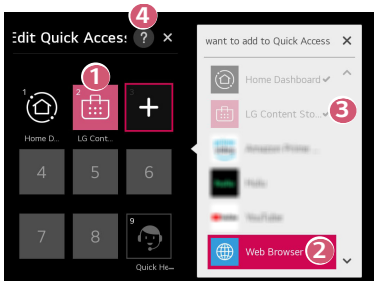 Edit Quick Access
4
?
×
want to add to Quick Access
×
1
1
2
3
+
Home D...
LG Cont...
Home Dashboard ✔
LG Content Sto... ✔
3
4
5
6
Amazon Prime ...
Hulu
YouTube
7
8
9
Quick He...
Web Browser
2